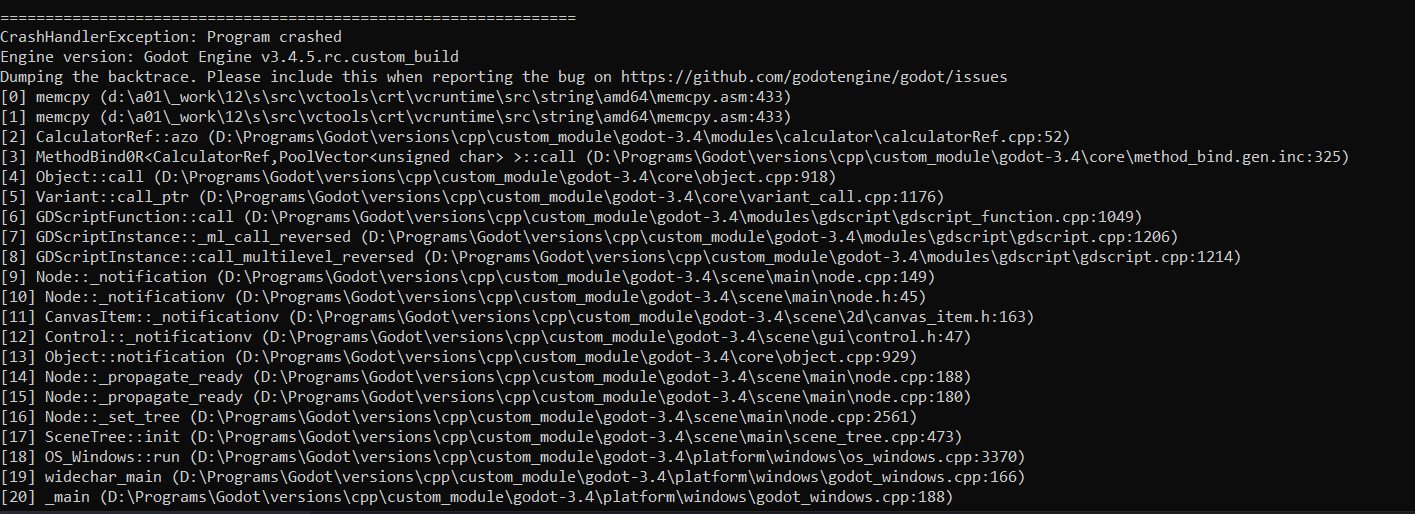 ================================================================
CrashHandlerException: Program crashed
Engine version: Godot Engine v3.4.5.rc.custom_build
Dumping the backtrace. Please include this when reporting the bug on https://github.com/godotengine/godot/issues
[0] memcpy (d:\a01\_work\12\s\src\vctools\crt\vcruntime\src\string\amd64\memcpy.asm:433)
[1] memcpy (d:\a01\_work\12\s\src\vctools\crt\vcruntime\src\string\amd64\memcpy.asm:433)
[2] CalculatorRef::azo (D:\Programs\Godot\versions\cpp\custom_module\godot-3.4\modules\calculator\calculatorRef.cpp:52)
[3] MethodBind0R<CalculatorRef,PoolVector<unsigned char> >::call (D:\Programs\Godot\versions\cpp\custom_module\godot-3.4\core\method_bind.gen.inc:325)
[4] Object::call (D:\Programs\Godot\versions\cpp\custom_module\godot-3.4\core\object.cpp:918)
[5] Variant::call_ptr (D:\Programs\Godot\versions\cpp\custom_module\godot-3.4\core\variant_call.cpp:1176)
[6] GDScriptFunction::call (D:\Programs\Godot\versions\cpp\custom_module\godot-3.4\modules\gdscript\gdscript_function.cpp:1049)
[7] GDScriptInstance::_ml_call_reversed (D:\Programs\Godot\versions\cpp\custom_module\godot-3.4\modules\gdscript\gdscript.cpp:1206)
[8] GDScriptInstance::call_multilevel_reversed (D:\Programs\Godot\versions\cpp\custom_module\godot-3.4\modules\gdscript\gdscript.cpp:1214)
[9] Node::_notification (D:\Programs\Godot\versions\cpp\custom_module\godot-3.4\scene\main\node.cpp:149)
[10] Node::_notificationv (D:\Programs\Godot\versions\cpp\custom_module\godot-3.4\scene\main\node.h:45)
[11] CanvasItem::_notificationv (D:\Programs\Godot\versions\cpp\custom_module\godot-3.4\scene\2d\canvas_item.h:163)
[12] Control::_notificationv (D:\Programs\Godot\versions\cpp\custom_module\godot-3.4\scene\gui\control.h:47)
[13] Object::notification (D:\Programs\Godot\versions\cpp\custom_module\godot-3.4\core\object.cpp:929)
[14] Node::_propagate_ready (D:\Programs\Godot\versions\cpp\custom_module\godot-3.4\scene\main\node.cpp:188)
[15] Node::_propagate_ready (D:\Programs\Godot\versions\cpp\custom_module\godot-3.4\scene\main\node.cpp:180)
[16] Node::_set_tree (D:\Programs\Godot\versions\cpp\custom_module\godot-3.4\scene\main\node.cpp:2561)
[17] SceneTree::init (D:\Programs\Godot\versions\cpp\custom_module\godot-3.4\scene\main\scene_tree.cpp:473)
[18] OS_Windows::run (D:\Programs\Godot\versions\cpp\custom_module\godot-3.4\platform\windows\os_windows.cpp:3370)
[19] widechar_main (D:\Programs\Godot\versions\cpp\custom_module\godot-3.4\platform\windows\godot_windows.cpp:166)
[20] _main (D:\Programs\Godot\versions\cpp\custom_module\godot-3.4\platform\windows\godot_windows.cpp:188)